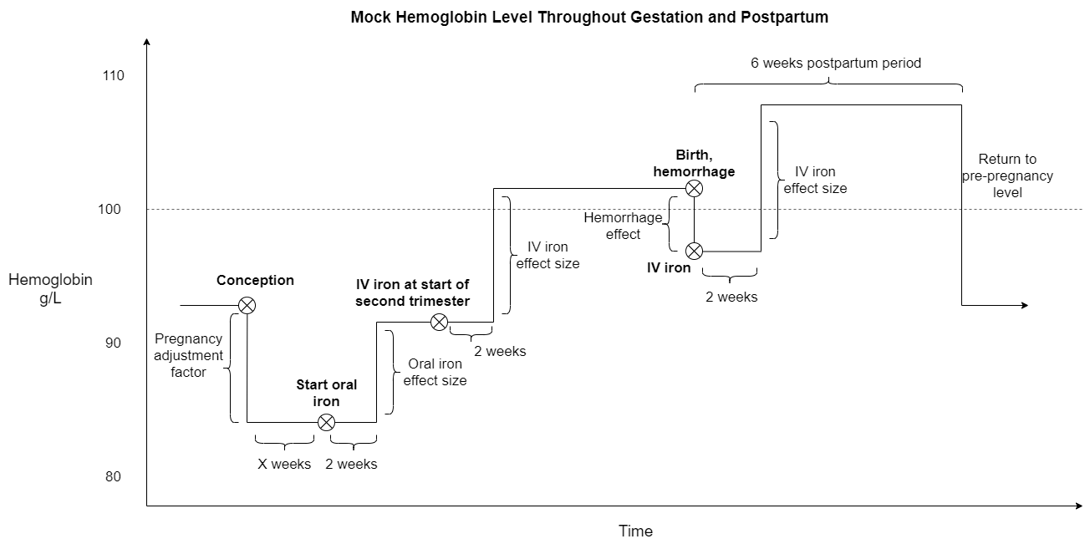 Mock Hemoglobin Level Throughout Gestation and Postpartum
6 weeks postpartum period
110
Birth,
hemorrhage
IV iron
effect size
Return to
pre-pregnancy
level
100
Hemorrhage
effect
IV iron
effect size
IV iron
2 weeks
Hemoglobin
g/L
Conception
IV iron at start of
second trimester
90
Pregnancy
adjustment
factor
2 weeks
Oral iron
effect size
Start oral
iron
X weeks
2 weeks
80
Time